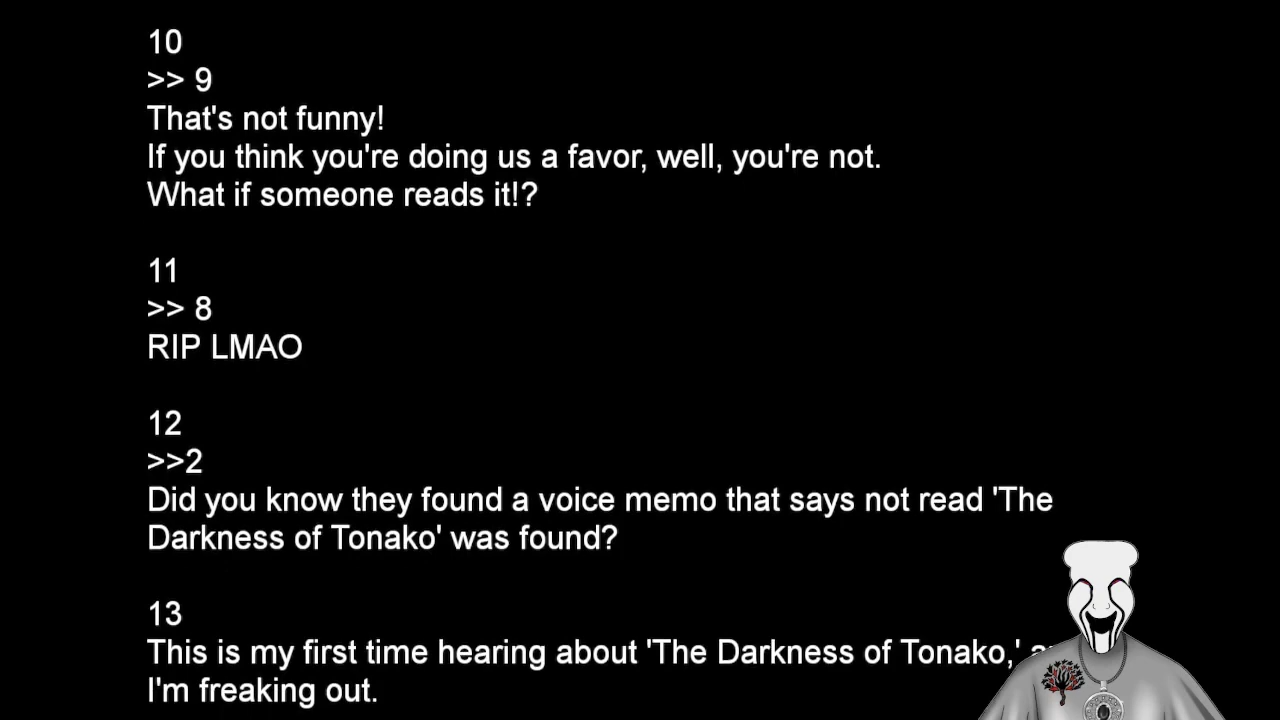 10
>> 9
That's not funny!
If you think you're doing us a favor, well, you're not.
What if someone reads it!?
11
>> 8
RIP LMAO
12
>>2
Did you know they found a voice memo that says not read 'The
Darkness of Tonako' was found?
13
This is my first time hearing about 'The Darkness of Tonako,'
I'm freaking out.